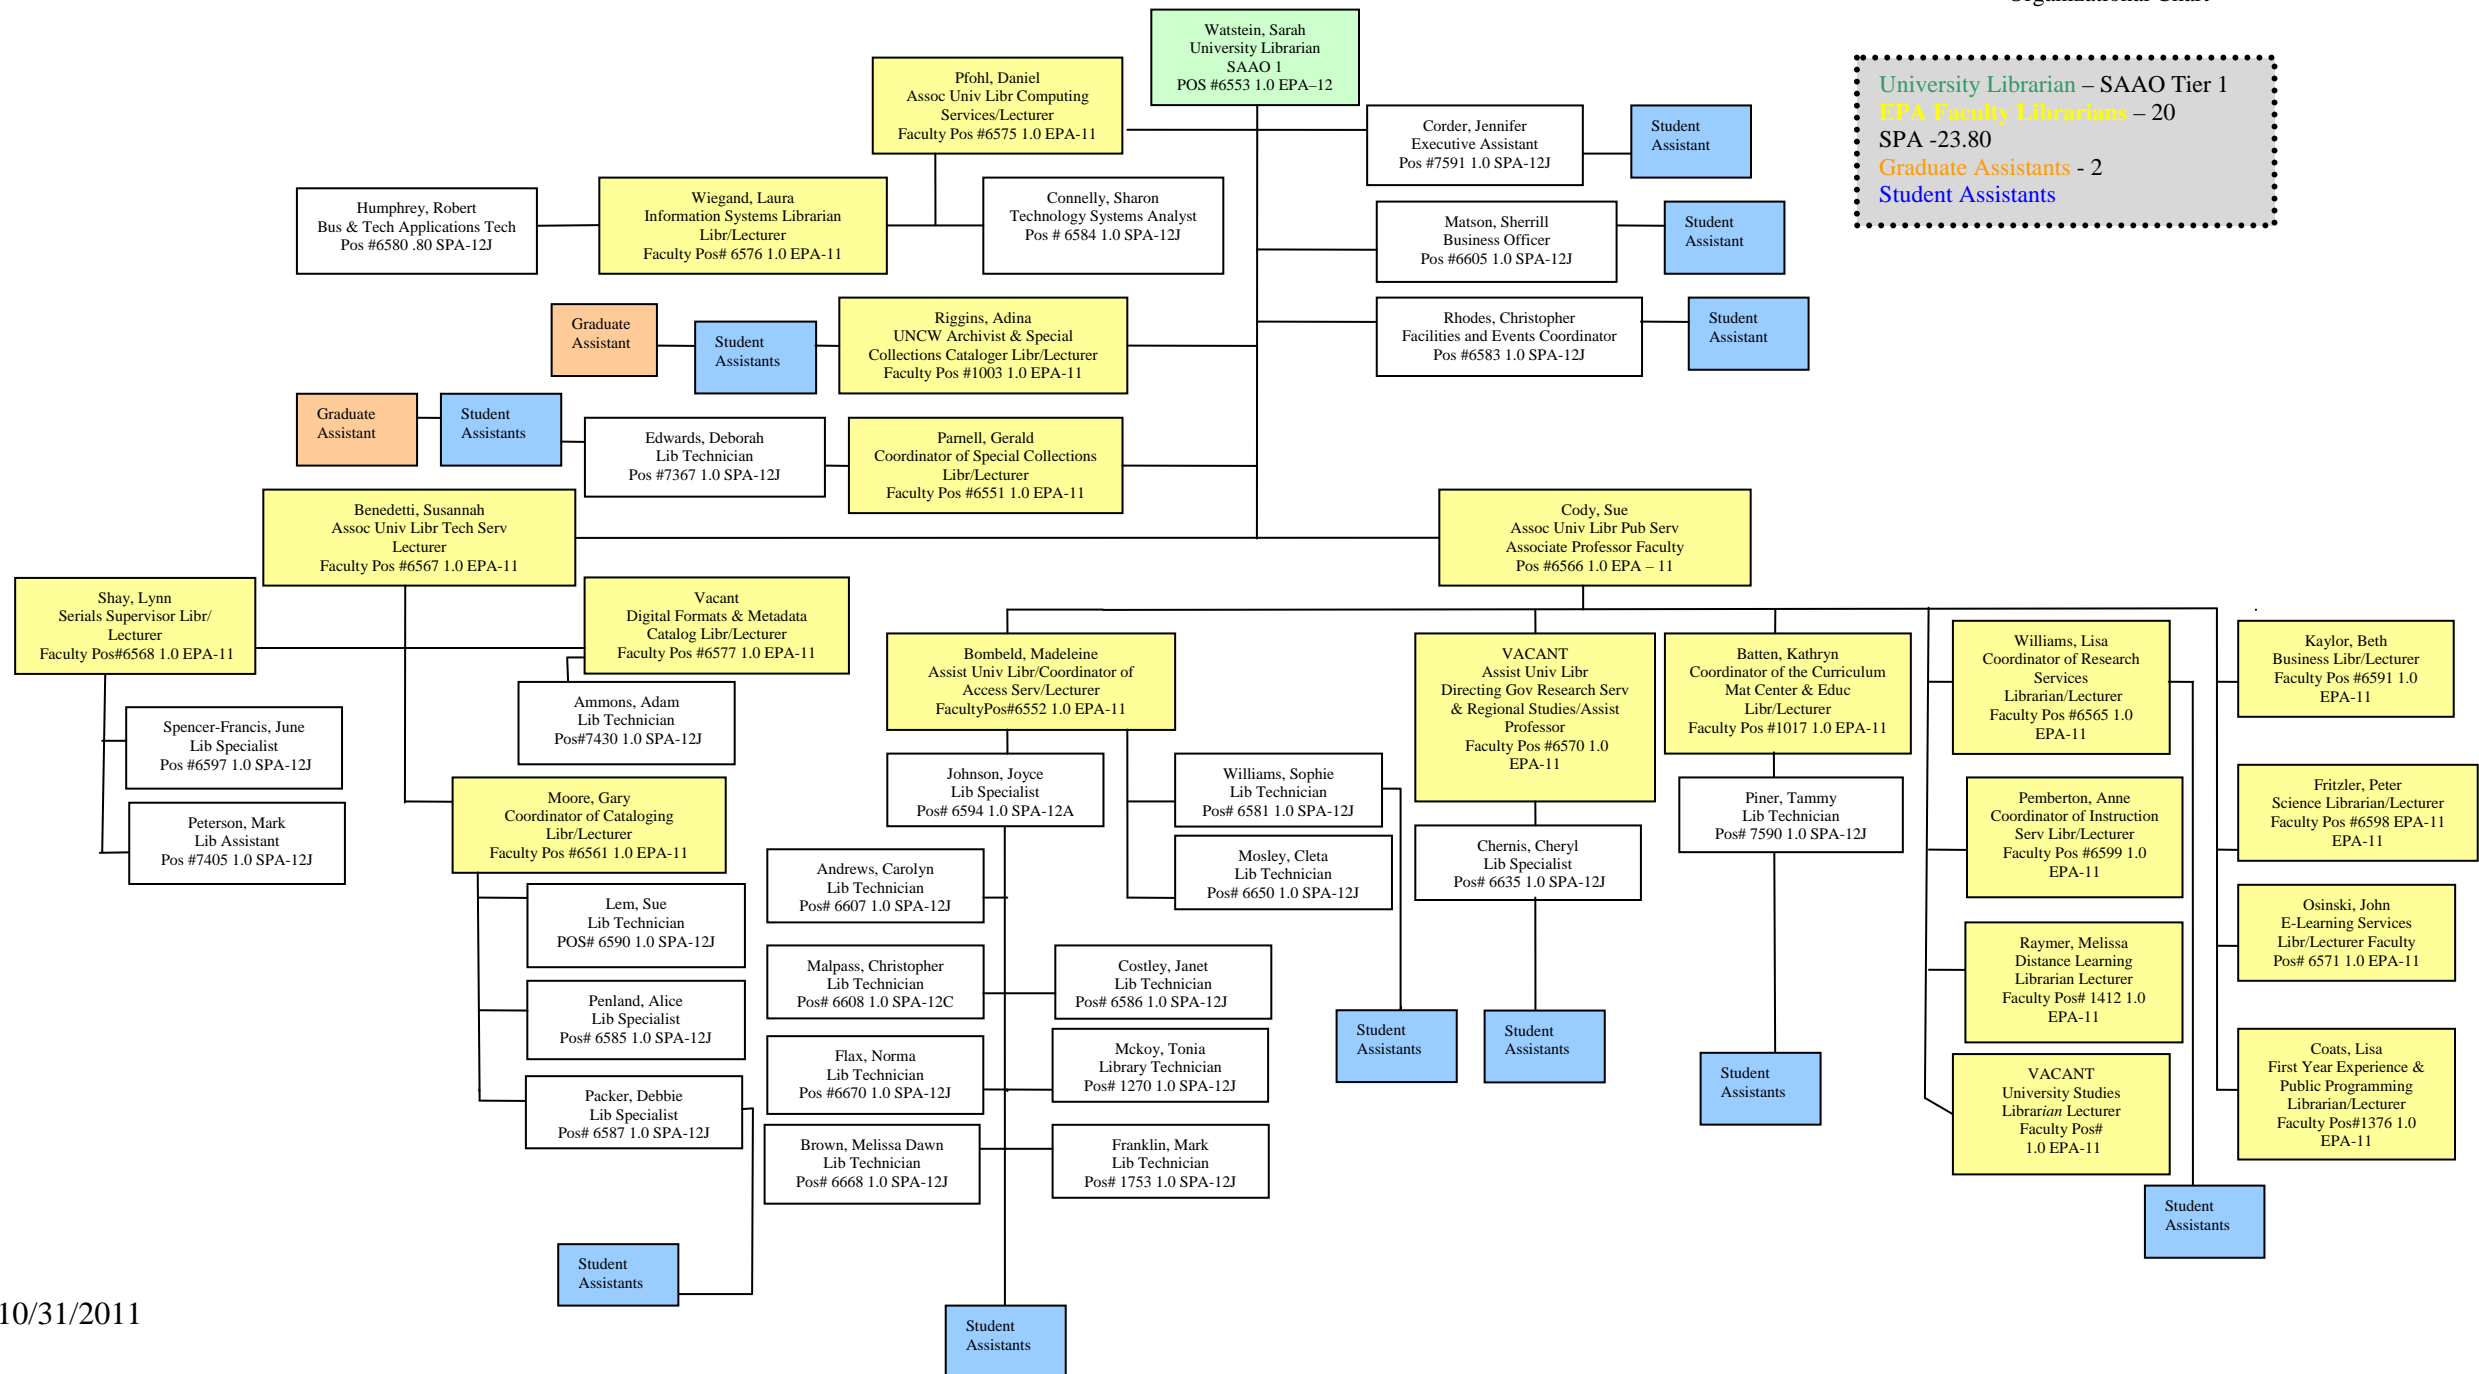 Organizational Chart
Watstein, Sarah
University Librarian
SAAO 1
POS #6553 1.0 EPA–12
University Librarian – SAAO Tier 1
EPA Faculty Librarians – 20
SPA -23.80
Graduate Assistants - 2
Student Assistants
Pfohl, Daniel
Assoc Univ Libr Computing
Services/Lecturer
Faculty Pos #6575 1.0 EPA-11
Corder, Jennifer
Executive Assistant
Pos #7591 1.0 SPA-12J
Student
Assistant
Humphrey, Robert
Bus & Tech Applications Tech
Pos #6580 .80 SPA-12J
Wiegand, Laura
Information Systems Librarian
Libr/Lecturer
Faculty Pos# 6576 1.0 EPA-11
Connelly, Sharon
Technology Systems Analyst
Pos # 6584 1.0 SPA-12J
Matson, Sherrill
Business Officer
Pos #6605 1.0 SPA-12J
Student
Assistant
Graduate
Assistant
Student
Assistants
Riggins, Adina
UNCW Archivist & Special
Collections Cataloger Libr/Lecturer
Faculty Pos #1003 1.0 EPA-11
Rhodes, Christopher
Facilities and Events Coordinator
Pos #6583 1.0 SPA-12J
Student
Assistant
Graduate
Assistant
Student
Assistants
Edwards, Deborah
Lib Technician
Pos #7367 1.0 SPA-12J
Parnell, Gerald
Coordinator of Special Collections
Libr/Lecturer
Faculty Pos #6551 1.0 EPA-11
Benedetti, Susannah
Assoc Univ Libr Tech Serv
Lecturer
Faculty Pos #6567 1.0 EPA-11
Cody, Sue
Assoc Univ Libr Pub Serv
Associate Professor Faculty
Pos #6566 1.0 EPA – 11
Shay, Lynn
Serials Supervisor Libr/
Lecturer
Faculty Pos#6568 1.0 EPA-11
Vacant
Digital Formats & Metadata
Catalog Libr/Lecturer
Faculty Pos #6577 1.0 EPA-11
Ammons, Adam
Lib Technician
Pos#7430 1.0 SPA-12J
Spencer-Francis, June
Lib Specialist
Pos #6597 1.0 SPA-12J
Peterson, Mark
Lib Assistant
Pos #7405 1.0 SPA-12J
Moore, Gary
Coordinator of Cataloging
Libr/Lecturer
Faculty Pos #6561 1.0 EPA-11
Lem, Sue
Lib Technician
POS# 6590 1.0 SPA-12J
Penland, Alice
Lib Specialist
Pos# 6585 1.0 SPA-12J
Packer, Debbie
Lib Specialist
Pos# 6587 1.0 SPA-12J
Student
Assistants
Bombeld, Madeleine
Assist Univ Libr/Coordinator of
Access Serv/Lecturer
FacultyPos#6552 1.0 EPA-11
Johnson, Joyce
Lib Specialist
Pos# 6594 1.0 SPA-12A
Williams, Sophie
Lib Technician
Pos# 6581 1.0 SPA-12J
Mosley, Cleta
Lib Technician
Pos# 6650 1.0 SPA-12J
Andrews, Carolyn
Lib Technician
Pos# 6607 1.0 SPA-12J
Malpass, Christopher
Lib Technician
Pos# 6608 1.0 SPA-12C
Costley, Janet
Lib Technician
Pos# 6586 1.0 SPA-12J
Flax, Norma
Lib Technician
Pos #6670 1.0 SPA-12J
Mckoy, Tonia
Library Technician
Pos# 1270 1.0 SPA-12J
Brown, Melissa Dawn
Lib Technician
Pos# 6668 1.0 SPA-12J
Franklin, Mark
Lib Technician
Pos# 1753 1.0 SPA-12J
Student
Assistants
Student
Assistants
VACANT
Assist Univ Libr
Directing Gov Research Serv
& Regional Studies/Assist
Professor
Faculty Pos #6570 1.0
EPA-11
Chernis, Cheryl
Lib Specialist
Pos# 6635 1.0 SPA-12J
Student
Assistants
Batten, Kathryn
Coordinator of the Curriculum
Mat Center & Educ
Libr/Lecturer
Faculty Pos #1017 1.0 EPA-11
Piner, Tammy
Lib Technician
Pos# 7590 1.0 SPA-12J
Student
Assistants
Williams, Lisa
Coordinator of Research
Services
Librarian/Lecturer
Faculty Pos #6565 1.0
EPA-11
Pemberton, Anne
Coordinator of Instruction
Serv Libr/Lecturer
Faculty Pos #6599 1.0
EPA-11
Raymer, Melissa
Distance Learning
Librarian Lecturer
Faculty Pos# 1412 1.0
EPA-11
VACANT
University Studies
Librarian Lecturer
Faculty Pos#
1.0 EPA-11
Student
Assistants
Kaylor, Beth
Business Libr/Lecturer
Faculty Pos #6591 1.0
EPA-11
Fritzler, Peter
Science Librarian/Lecturer
Faculty Pos #6598 EPA-11
EPA-11
Osinski, John
E-Learning Services
Libr/Lecturer Faculty
Pos# 6571 1.0 EPA-11
Coats, Lisa
First Year Experience &
Public Programming
Librarian/Lecturer
Faculty Pos#1376 1.0
EPA-11
10/31/2011